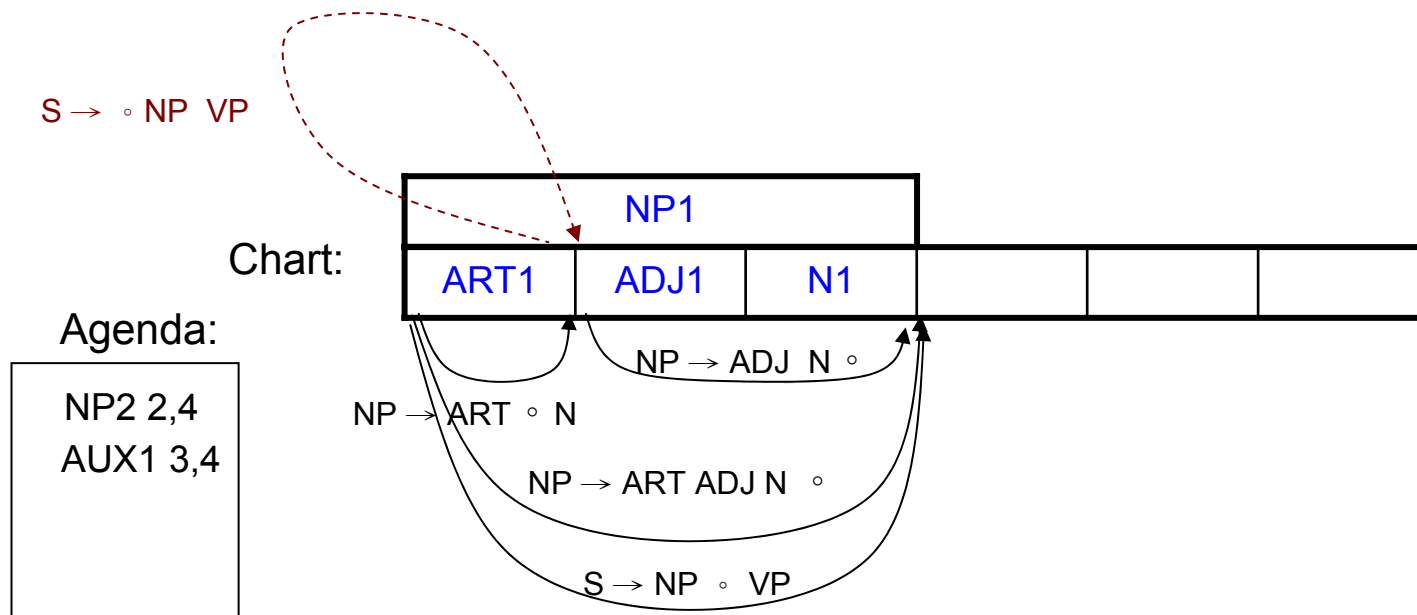 S → ∘ NP VP
NP1
Chart:
ART1 ADJ1 N1
Agenda:
NP → ADJ N ∘
NP2 2,4
NP → ART ∘ N
AUX1 3,4
NP → ART ADJ N ∘
S → NP ∘ VP